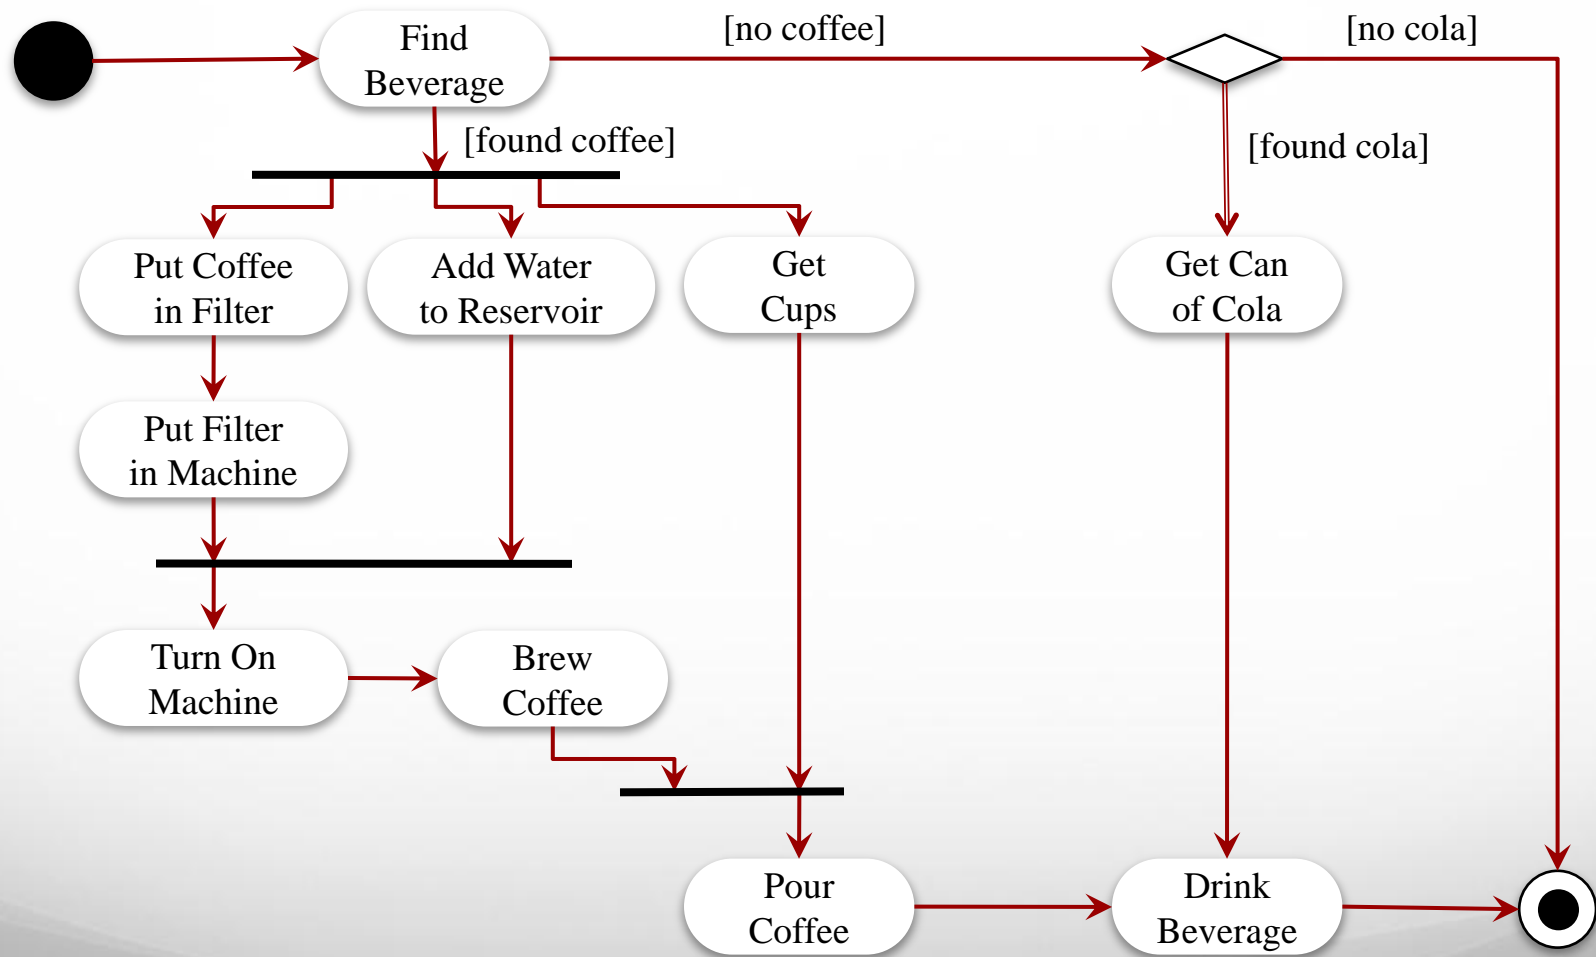 Find
Beverage
[no coffee]
[no cola]
[found coffee]
[found cola]
Put Coffee
in Filter
Add Water
to Reservoir
Get
Cups
Get Can
of Cola
Put Filter
in Machine
Turn On
Machine
Brew
Coffee
Pour
Coffee
Drink
Beverage